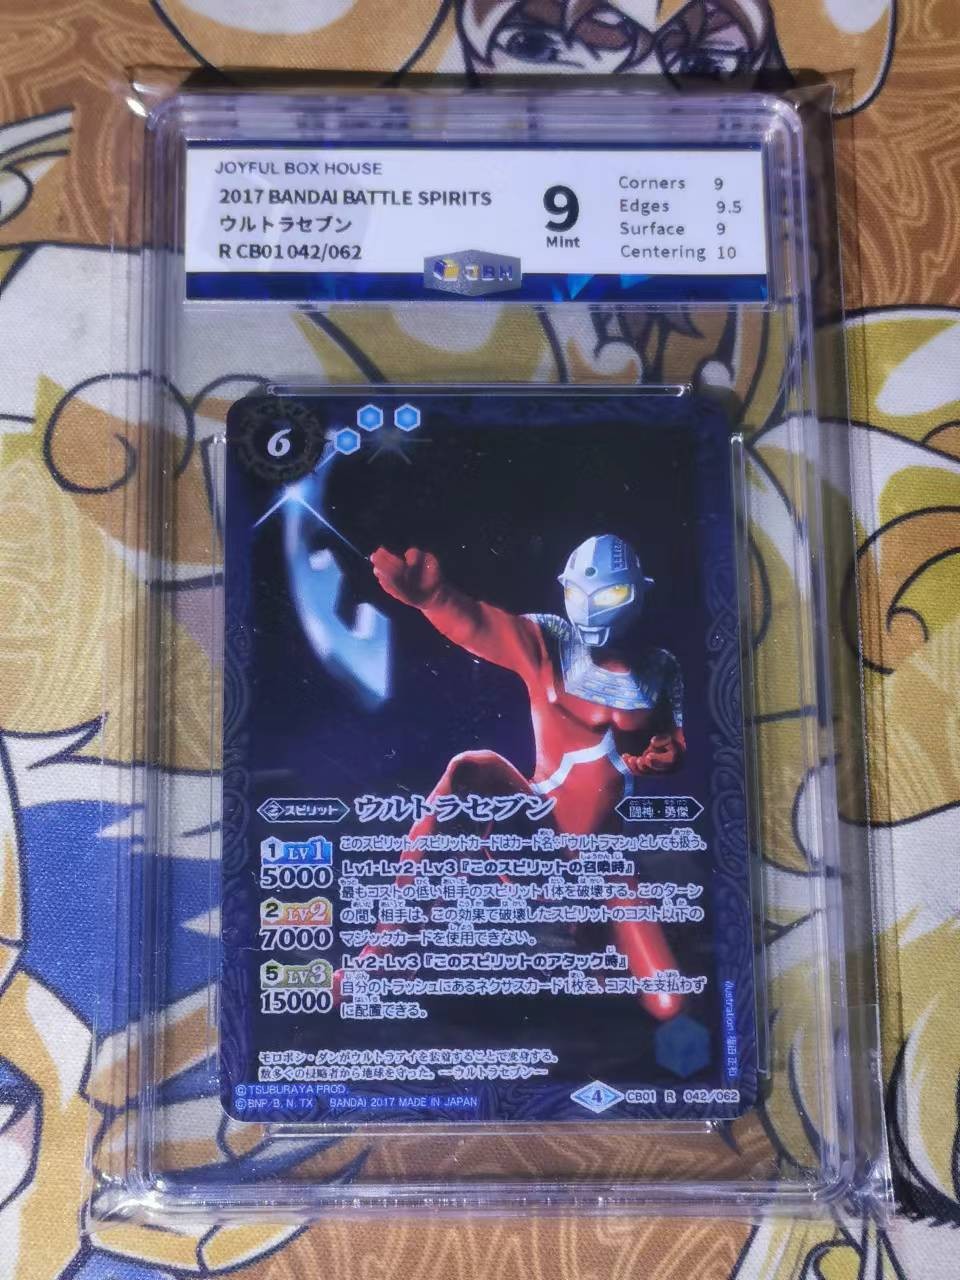 JOYFUL BOX HOUSE
2017 BANDAI BATTLE SPIRITS
ウルトラセブン
R CB01 042/062
9
Mint
Corners 9
Edges 9.5
Surface 9
Centering 10
JBH
6
スピリット
ウルトラセブン
闘神・勇傑
このスピリット/スピリットカードはカード名:「ウルトラマン」としても扱う。
1 LV1
5000
Lv1・Lv2・Lv3『このスピリットの召喚時』
最もコストの低い相手のスピリット1体を破壊する。このターン
2 LV2
の間、相手は、この効果で破壊したスピリットのコスト以下の
7000
マジックカードを使用できない。
5 LV3
Lv2・Lv3『このスピリットのアタック時』
15000
自分のトラッシュにあるネクサスカード1枚を、コストを支払わず
に配置できる。
モロボシ・ダンがウルトラアイを装着することで変身する。
数多くの侵略者から地球を守った。―ウルトラセブン―
©TSUBURAYA PROD.
©BNP/B, N, TX BANDAI 2017 MADE IN JAPAN
4
CB01 R 042/062
illustration: